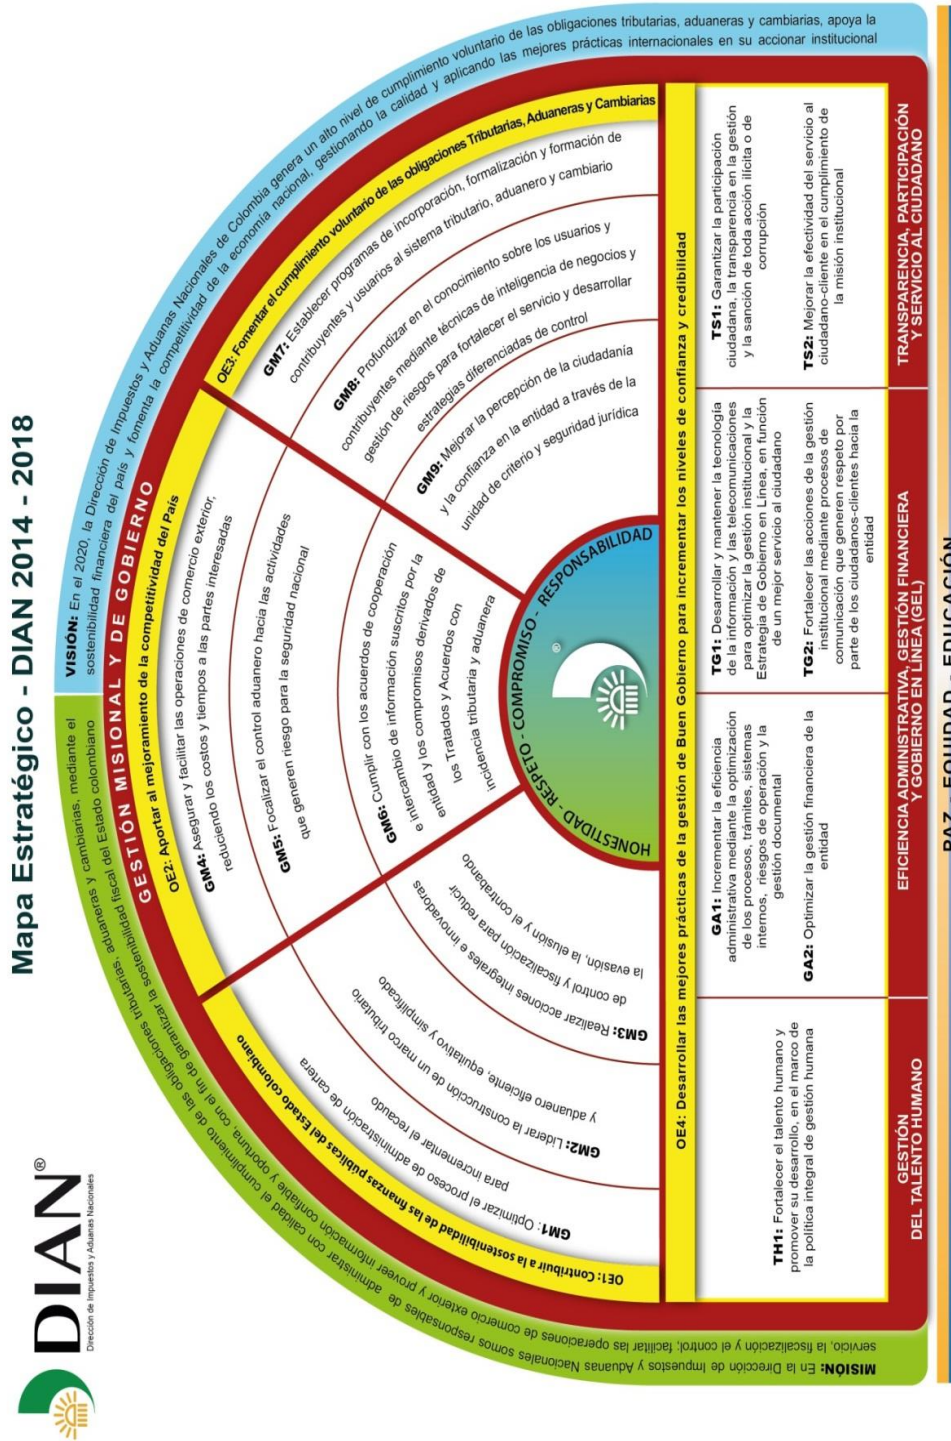 Mapa Estratégico - DIAN 2014 - 2018
DIAN®
Dirección de Impuestos y Aduanas Nacionales
MISIÓN: En la Dirección de Impuestos y Aduanas Nacionales somos responsables de administrar con calidad el cumplimiento de las obligaciones tributarias, aduaneras y cambiarias, mediante el
servicio, la fiscalización y el control; facilitar las operaciones de comercio exterior y proveer información confiable y oportuna, con el fin de garantizar la sostenibilidad fiscal del Estado colombiano
VISIÓN: En el 2020, la Dirección de Impuestos y Aduanas Nacionales de Colombia genera un alto nivel de cumplimiento voluntario de las obligaciones tributarias, aduaneras y cambiarias, apoya la
sostenibilidad financiera del país y fomenta la competitividad de la economía nacional, gestionando la calidad y aplicando las mejores prácticas internacionales en su accionar institucional
GESTIÓN MISIONAL Y DE GOBIERNO
OE1: Contribuir a la sostenibilidad de las finanzas públicas del Estado colombiano
GM1: Optimizar el proceso de administración de cartera
para incrementar el recaudo
GM2: Liderar la construcción de un marco tributario
y aduanero eficiente, equitativo y simplificado
GM3: Realizar acciones integrales e innovadoras
de control y fiscalización para reducir
la evasión, la elusión y el contrabando
OE2: Aportar al mejoramiento de la competitividad del País
GM4: Asegurar y facilitar las operaciones de comercio exterior,
reduciendo los costos y tiempos a las partes interesadas
GM5: Focalizar el control aduanero hacia las actividades
que generen riesgo para la seguridad nacional
GM6: Cumplir con los acuerdos de cooperación
e intercambio de información suscritos por la
entidad y los compromisos derivados de
los Tratados y Acuerdos con
incidencia tributaria y aduanera
OE3: Fomentar el cumplimiento voluntario de las obligaciones Tributarias, Aduaneras y Cambiarias
GM7: Establecer programas de incorporación, formalización y formación de
contribuyentes y usuarios al sistema tributario, aduanero y cambiario
GM8: Profundizar en el conocimiento sobre los usuarios y
contribuyentes mediante técnicas de inteligencia de negocios y
gestión de riesgos para fortalecer el servicio y desarrollar
estrategias diferenciadas de control
GM9: Mejorar la percepción de la ciudadanía
y la confianza en la entidad a través de la
unidad de criterio y seguridad jurídica
HONESTIDAD - RESPETO - COMPROMISO - RESPONSABILIDAD
®
OE4: Desarrollar las mejores prácticas de la gestión de Buen Gobierno para incrementar los niveles de confianza y credibilidad
TH1: Fortalecer el talento humano y
promover su desarrollo, en el marco de
la política integral de gestión humana
GESTIÓN
DEL TALENTO HUMANO
GA1: Incrementar la eficiencia
administrativa mediante la optimización
de los procesos, trámites, sistemas
internos, riesgos de operación y la
gestión documental
GA2: Optimizar la gestión financiera de la
entidad
TG1: Desarrollar y mantener la tecnología
de la información y las telecomunicaciones
para optimizar la gestión institucional y la
Estrategia de Gobierno en Línea, en función
de un mejor servicio al ciudadano
TG2: Fortalecer las acciones de la gestión
institucional mediante procesos de
comunicación que generen respeto por
parte de los ciudadanos-clientes hacia la
entidad
EFICIENCIA ADMINISTRATIVA, GESTIÓN FINANCIERA
Y GOBIERNO EN LÍNEA (GEL)
TS1: Garantizar la participación
ciudadana, la transparencia en la gestión
y la sanción de toda acción ilícita o de
corrupción
TS2: Mejorar la efectividad del servicio al
ciudadano-cliente en el cumplimiento de
la misión institucional
TRANSPARENCIA, PARTICIPACIÓN
Y SERVICIO AL CIUDADANO
PAZ - EQUIDAD - EDUCACIÓN